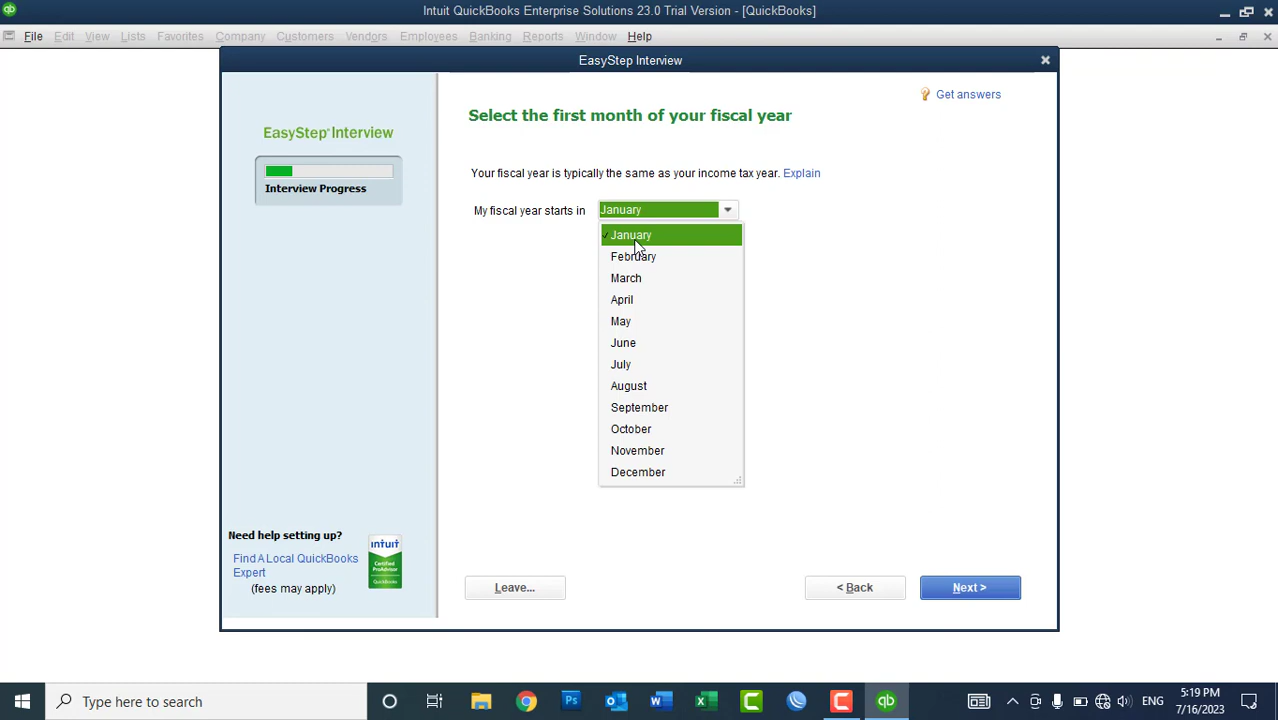 Intuit QuickBooks Enterprise Solutions 23.0 Trial Version - [QuickBooks]
File Edit View Lists Favorites Company Customers Vendors Employees Banking Reports Window Help
EasyStep Interview
Get answers
EasyStep® Interview
Interview Progress
Select the first month of your fiscal year
Your fiscal year is typically the same as your income tax year. Explain
My fiscal year starts in January
✓ January
February
March
April
May
June
July
August
September
October
November
December
Need help setting up?
Find A Local QuickBooks
Expert
(fees may apply)
intuit
Certified
ProAdvisor
QuickBooks
Leave...
< Back
Next >
Type here to search
Ps
qb
ENG
5:19 PM
7/16/2023